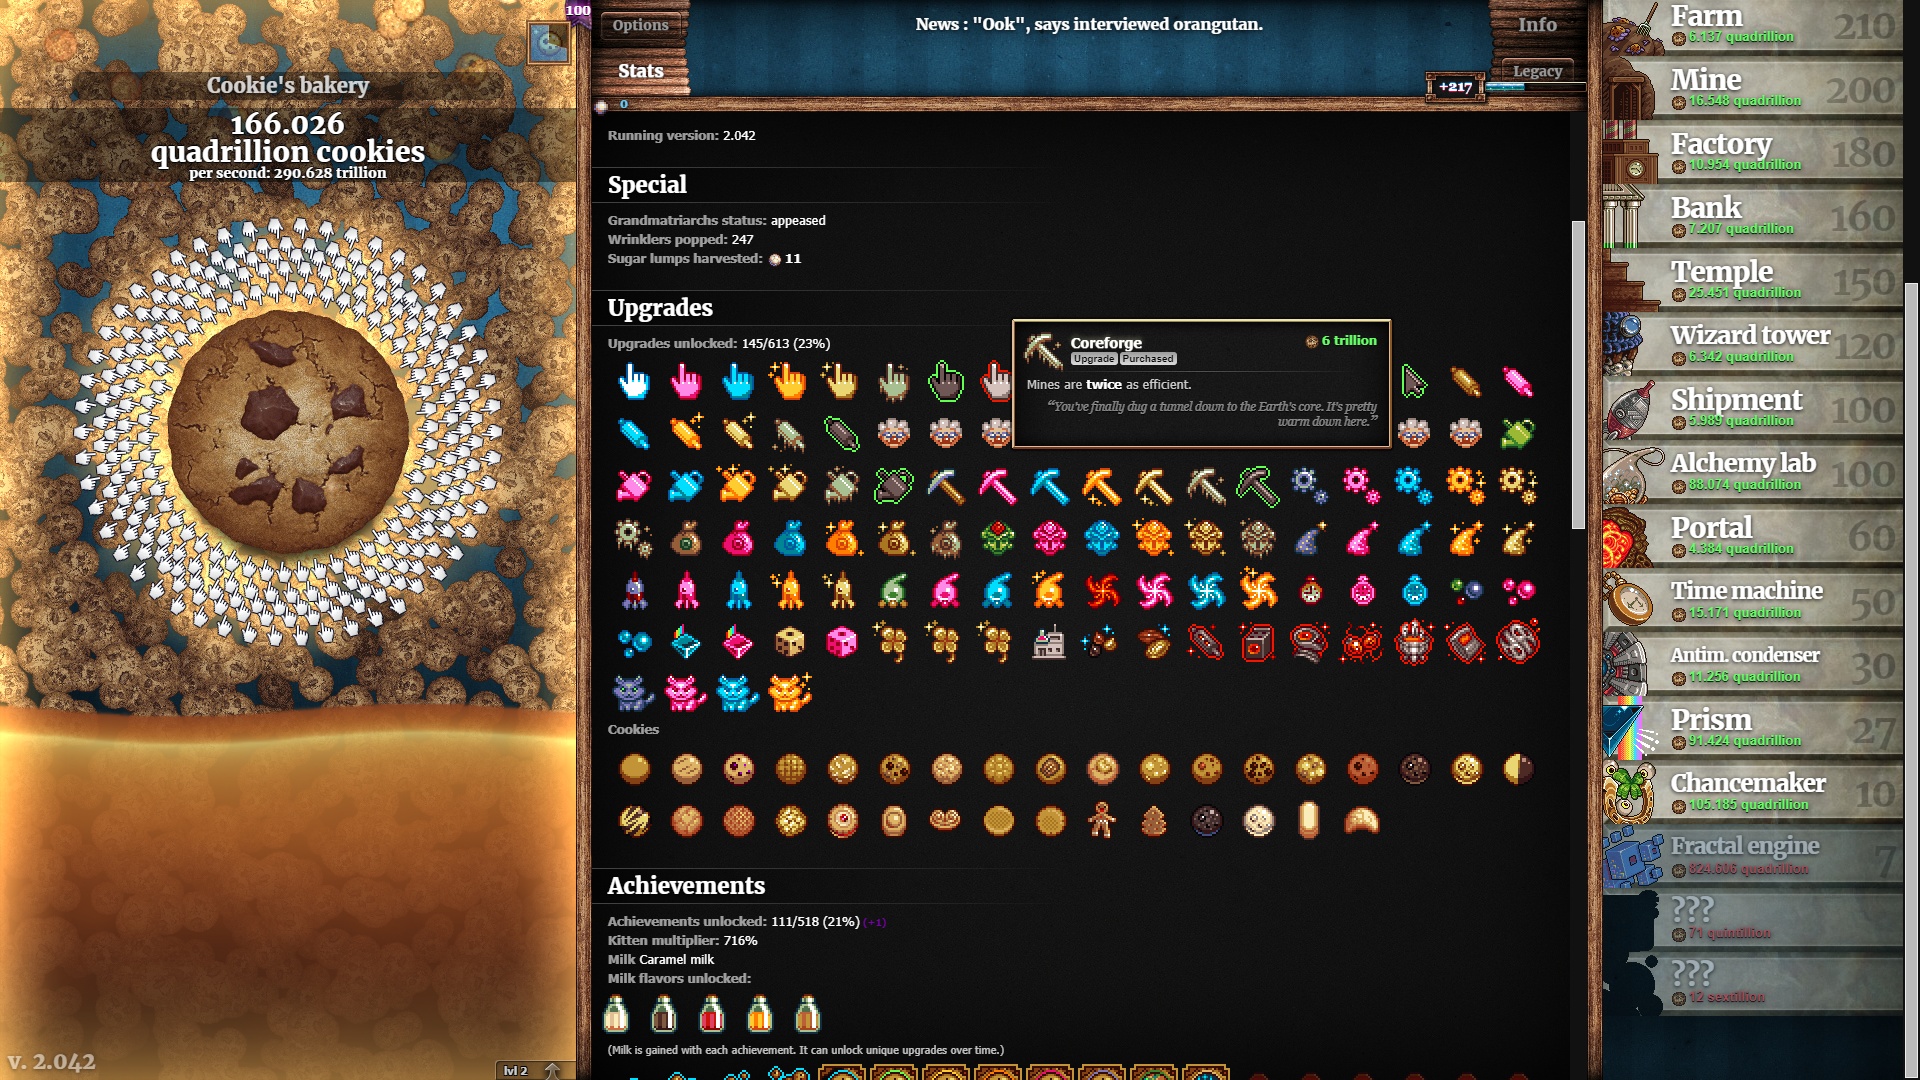 100
Cookie's bakery
166.026
quadrillion cookies
per second: 290.628 trillion
v. 2.042
lvl 2
Options
Stats
News : "Ook", says interviewed orangutan.
Info
Legacy
+217
0
Running version: 2.042
Special
Grandmatriarchs status: appeased
Wrinklers popped: 247
Sugar lumps harvested: 11
Upgrades
Upgrades unlocked: 145/613 (23%)
Coreforge
6 trillion
Upgrade Purchased
Mines are twice as efficient.
“You've finally dug a tunnel down to the Earth's core. It's pretty
warm down here.”
Cookies
Achievements
Achievements unlocked: 111/518 (21%) (+1)
Kitten multiplier: 716%
Milk Caramel milk
Milk flavors unlocked:
(Milk is gained with each achievement. It can unlock unique upgrades over time.)
Farm
6.137 quadrillion
210
Mine
16.548 quadrillion
200
Factory
10.954 quadrillion
180
Bank
7.207 quadrillion
160
Temple
25.451 quadrillion
150
Wizard tower
6.342 quadrillion
120
Shipment
5.989 quadrillion
100
Alchemy lab
88.074 quadrillion
100
Portal
4.384 quadrillion
60
Time machine
15.171 quadrillion
50
Antim. condenser
11.256 quadrillion
30
Prism
91.424 quadrillion
27
Chancemaker
105.185 quadrillion
10
Fractal engine
824.606 quadrillion
7
???
71 quintillion
???
12 sextillion